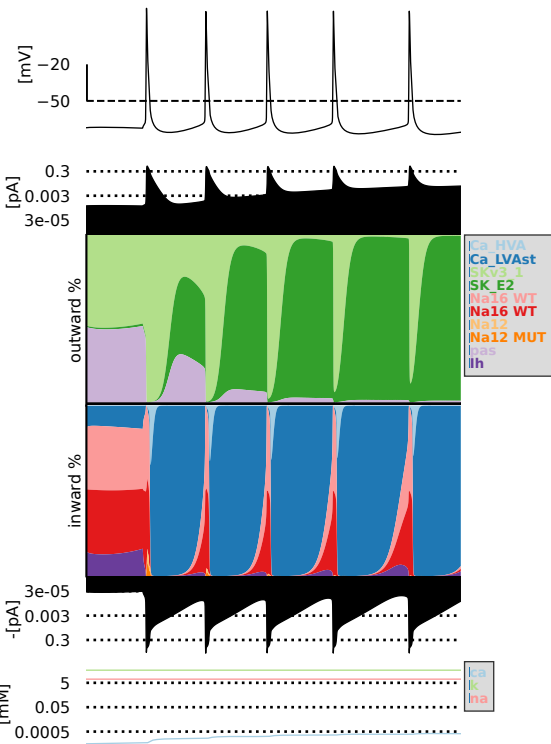 [mV]
−20
−50
[pA]
0.3
0.003
3e-05
outward %
Ca_HVA
Ca_LVAst
SKv3_1
SK_E2
Na16 WT
Na16 WT
Na12
Na12 MUT
pas
Ih
inward %
-[pA]
3e-05
0.003
0.3
[mM]
5
0.05
0.0005
ca
k
na